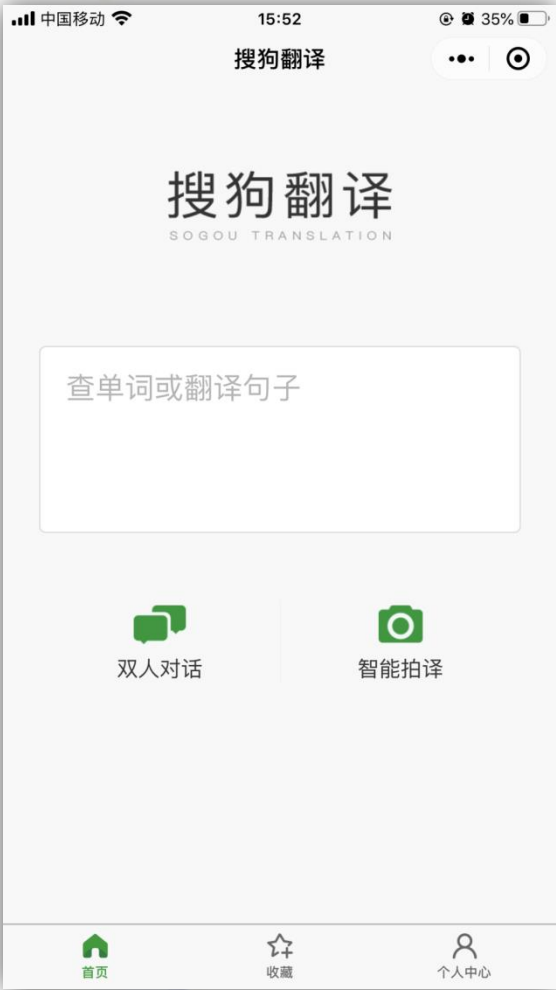 中国移动 15:52 35%
搜狗翻译
搜狗翻译
SOGOU TRANSLATION
查单词或翻译句子
双人对话 智能拍译
首页 收藏 个人中心